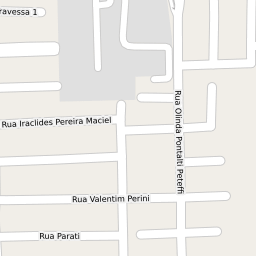 ravessa 1
Rua Olinda Pontalti Peteffi
Rua Iraclides Pereira Maciel
Rua Valentim Perini
Rua Parati